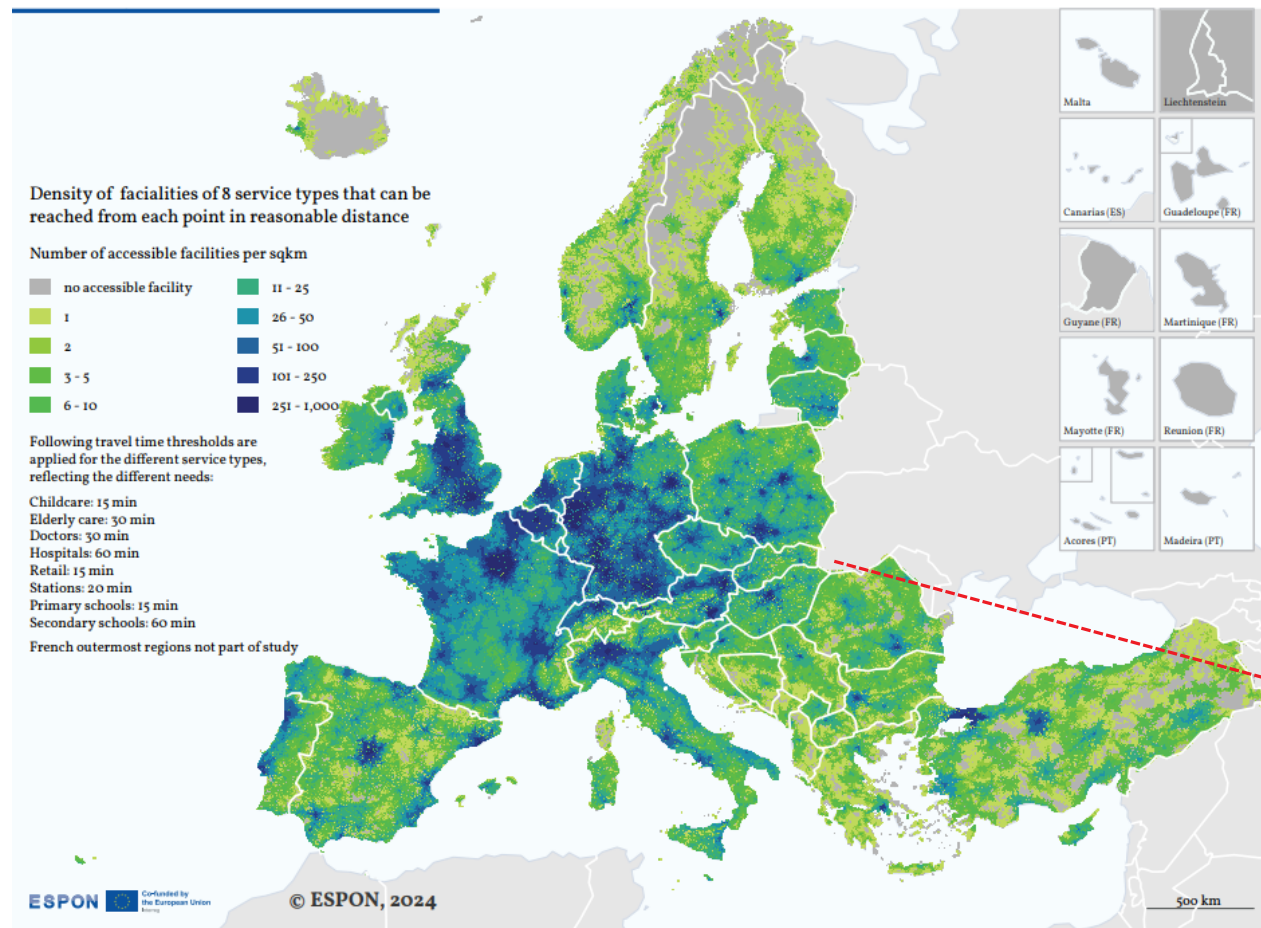 Density of facialities of 8 service types that can be
reached from each point in reasonable distance
Number of accessible facilities per sqkm
no accessible facility
1
2
3 - 5
6 - 10
11 - 25
26 - 50
51 - 100
101 - 250
251 - 1,000
Following travel time thresholds are
applied for the different service types,
reflecting the different needs:
Childcare: 15 min
Elderly care: 30 min
Doctors: 30 min
Hospitals: 60 min
Retail: 15 min
Stations: 20 min
Primary schools: 15 min
Secondary schools: 60 min
French outermost regions not part of study
Malta
Liechtenstein
Canarias (ES)
Guadeloupe (FR)
Guyane (FR)
Martinique (FR)
Mayotte (FR)
Reunion (FR)
Acores (PT)
Madeira (PT)
ESPON
Co-funded by
the European Union
Interreg
© ESPON, 2024
500 km